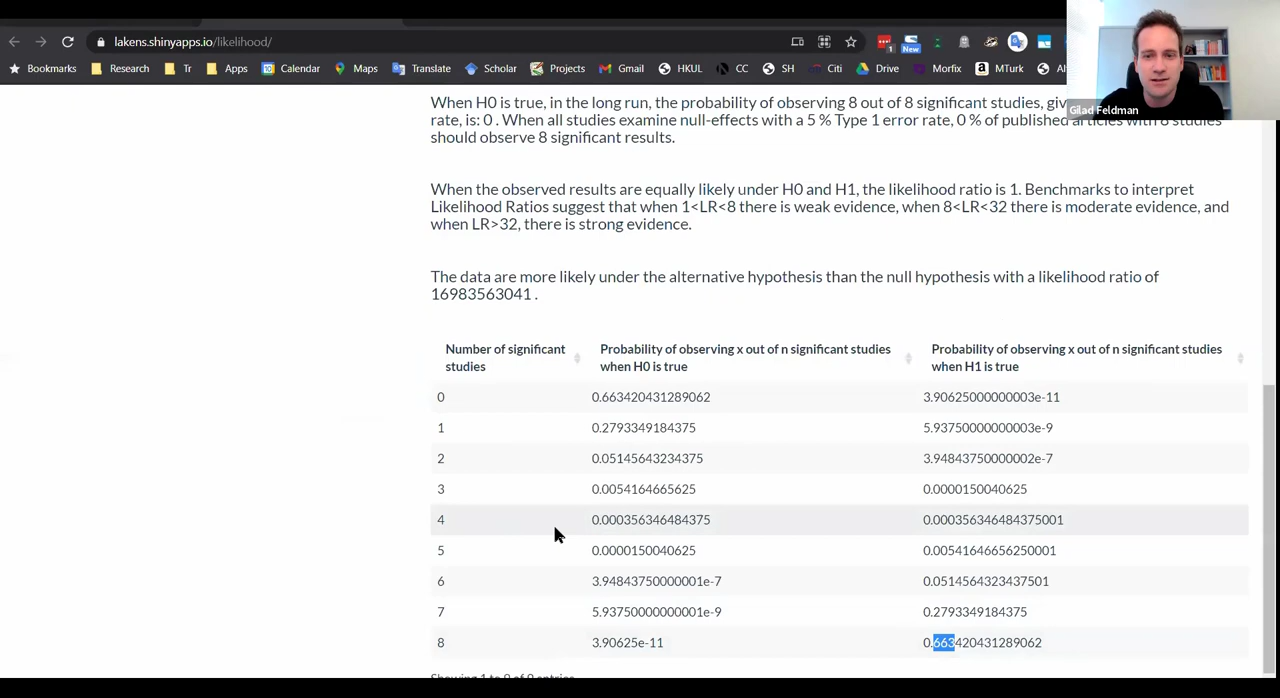 lakens.shinyapps.io/likelihood/
1
New
Bookmarks Research Tr Apps Calendar Maps Translate Scholar Projects Gmail HKUL CC SH Citi Drive Morfix MTurk
Gilad Feldman
When H0 is true, in the long run, the probability of observing 8 out of 8 significant studies,
rate, is: 0 . When all studies examine null-effects with a 5 % Type 1 error rate, 0 % of published articles with 8 studies
should observe 8 significant results.
When the observed results are equally likely under H0 and H1, the likelihood ratio is 1. Benchmarks to interpret
Likelihood Ratios suggest that when 1<LR<8 there is weak evidence, when 8<LR<32 there is moderate evidence, and
when LR>32, there is strong evidence.
The data are more likely under the alternative hypothesis than the null hypothesis with a likelihood ratio of
16983563041 .
Number of significant studies Probability of observing x out of n significant studies when H0 is true Probability of observing x out of n significant studies when H1 is true
0 0.663420431289062 3.90625000000003e-11
1 0.2793349184375 5.93750000000003e-9
2 0.05145643234375 3.94843750000002e-7
3 0.0054164665625 0.0000150040625
4 0.000356346484375 0.000356346484375001
5 0.0000150040625 0.00541646656250001
6 3.94843750000001e-7 0.0514564323437501
7 5.93750000000001e-9 0.2793349184375
8 3.90625e-11 0.663420431289062
Showing 1 to 9 of 9 entries